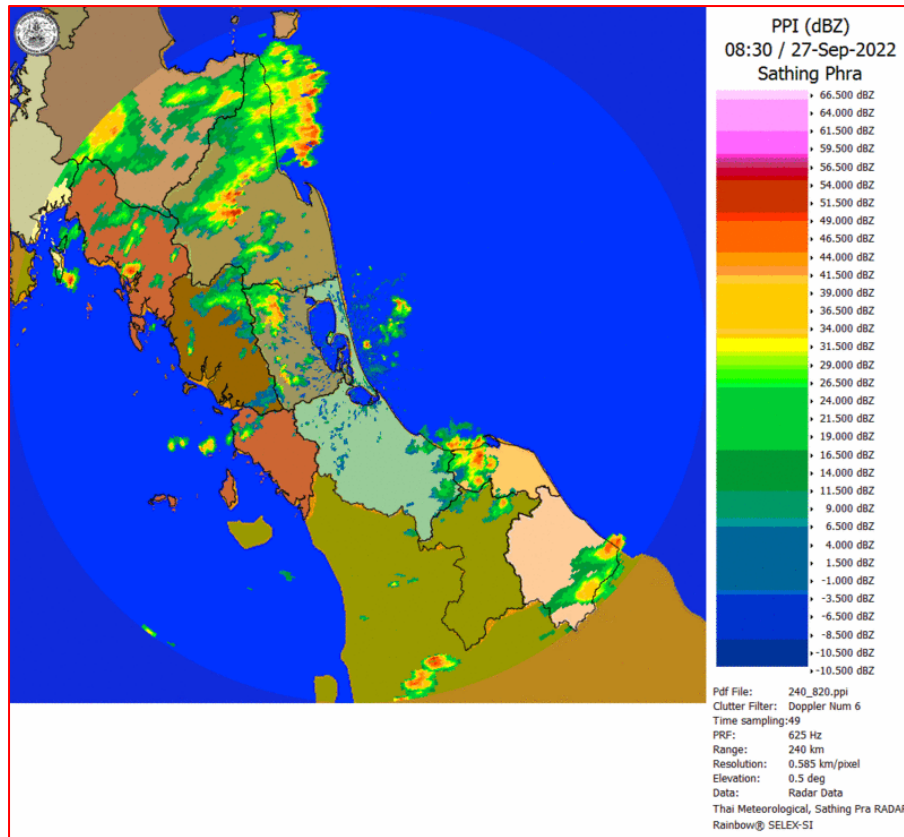 PPI (dBZ)
08:30 / 27-Sep-2022
Sathing Phra
66.500 dBZ
64.000 dBZ
61.500 dBZ
59.500 dBZ
56.500 dBZ
54.000 dBZ
51.500 dBZ
49.000 dBZ
46.500 dBZ
44.000 dBZ
41.500 dBZ
39.000 dBZ
36.500 dBZ
34.000 dBZ
31.500 dBZ
29.000 dBZ
26.500 dBZ
24.000 dBZ
21.500 dBZ
19.000 dBZ
16.500 dBZ
14.000 dBZ
11.500 dBZ
9.000 dBZ
6.500 dBZ
4.000 dBZ
1.500 dBZ
-1.000 dBZ
-3.500 dBZ
-6.500 dBZ
-8.500 dBZ
-10.500 dBZ
-10.500 dBZ
Pdf File: 240_820.ppi
Clutter Filter: Doppler Num 6
Time sampling:49
PRF: 625 Hz
Range: 240 km
Resolution: 0.585 km/pixel
Elevation: 0.5 deg
Data: Radar Data
Thai Meteorological, Sathing Pra RADAR
Rainbow® SELEX-SI